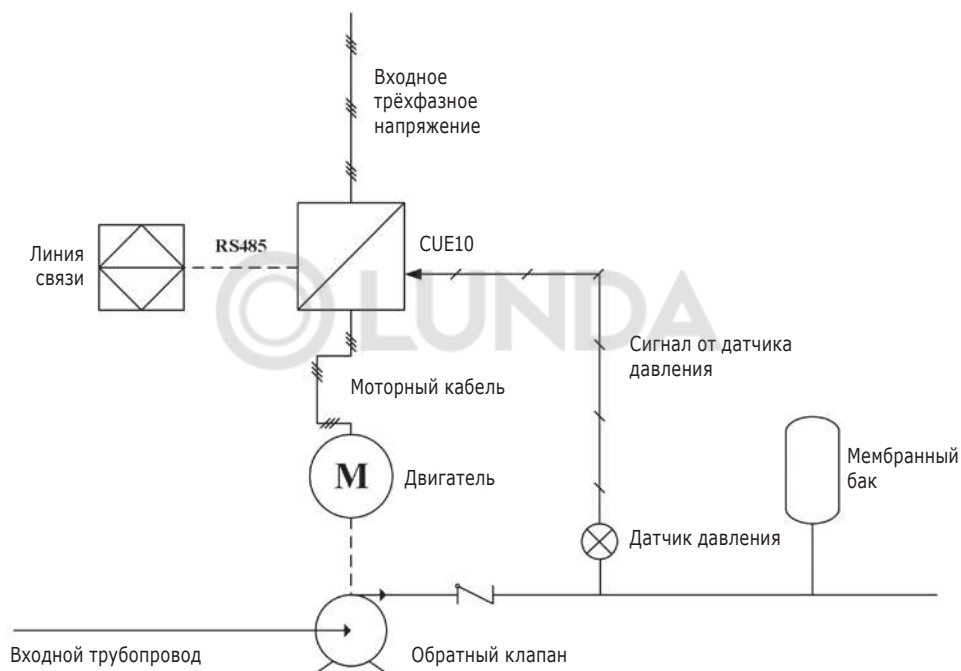 Входное
трёхфазное
напряжение
CUE10
RS485
Линия
связи
LUNDA
Сигнал от датчика
давления
Моторный кабель
М
Двигатель
Мембранный
бак
Датчик давления
Входной трубопровод
Обратный клапан